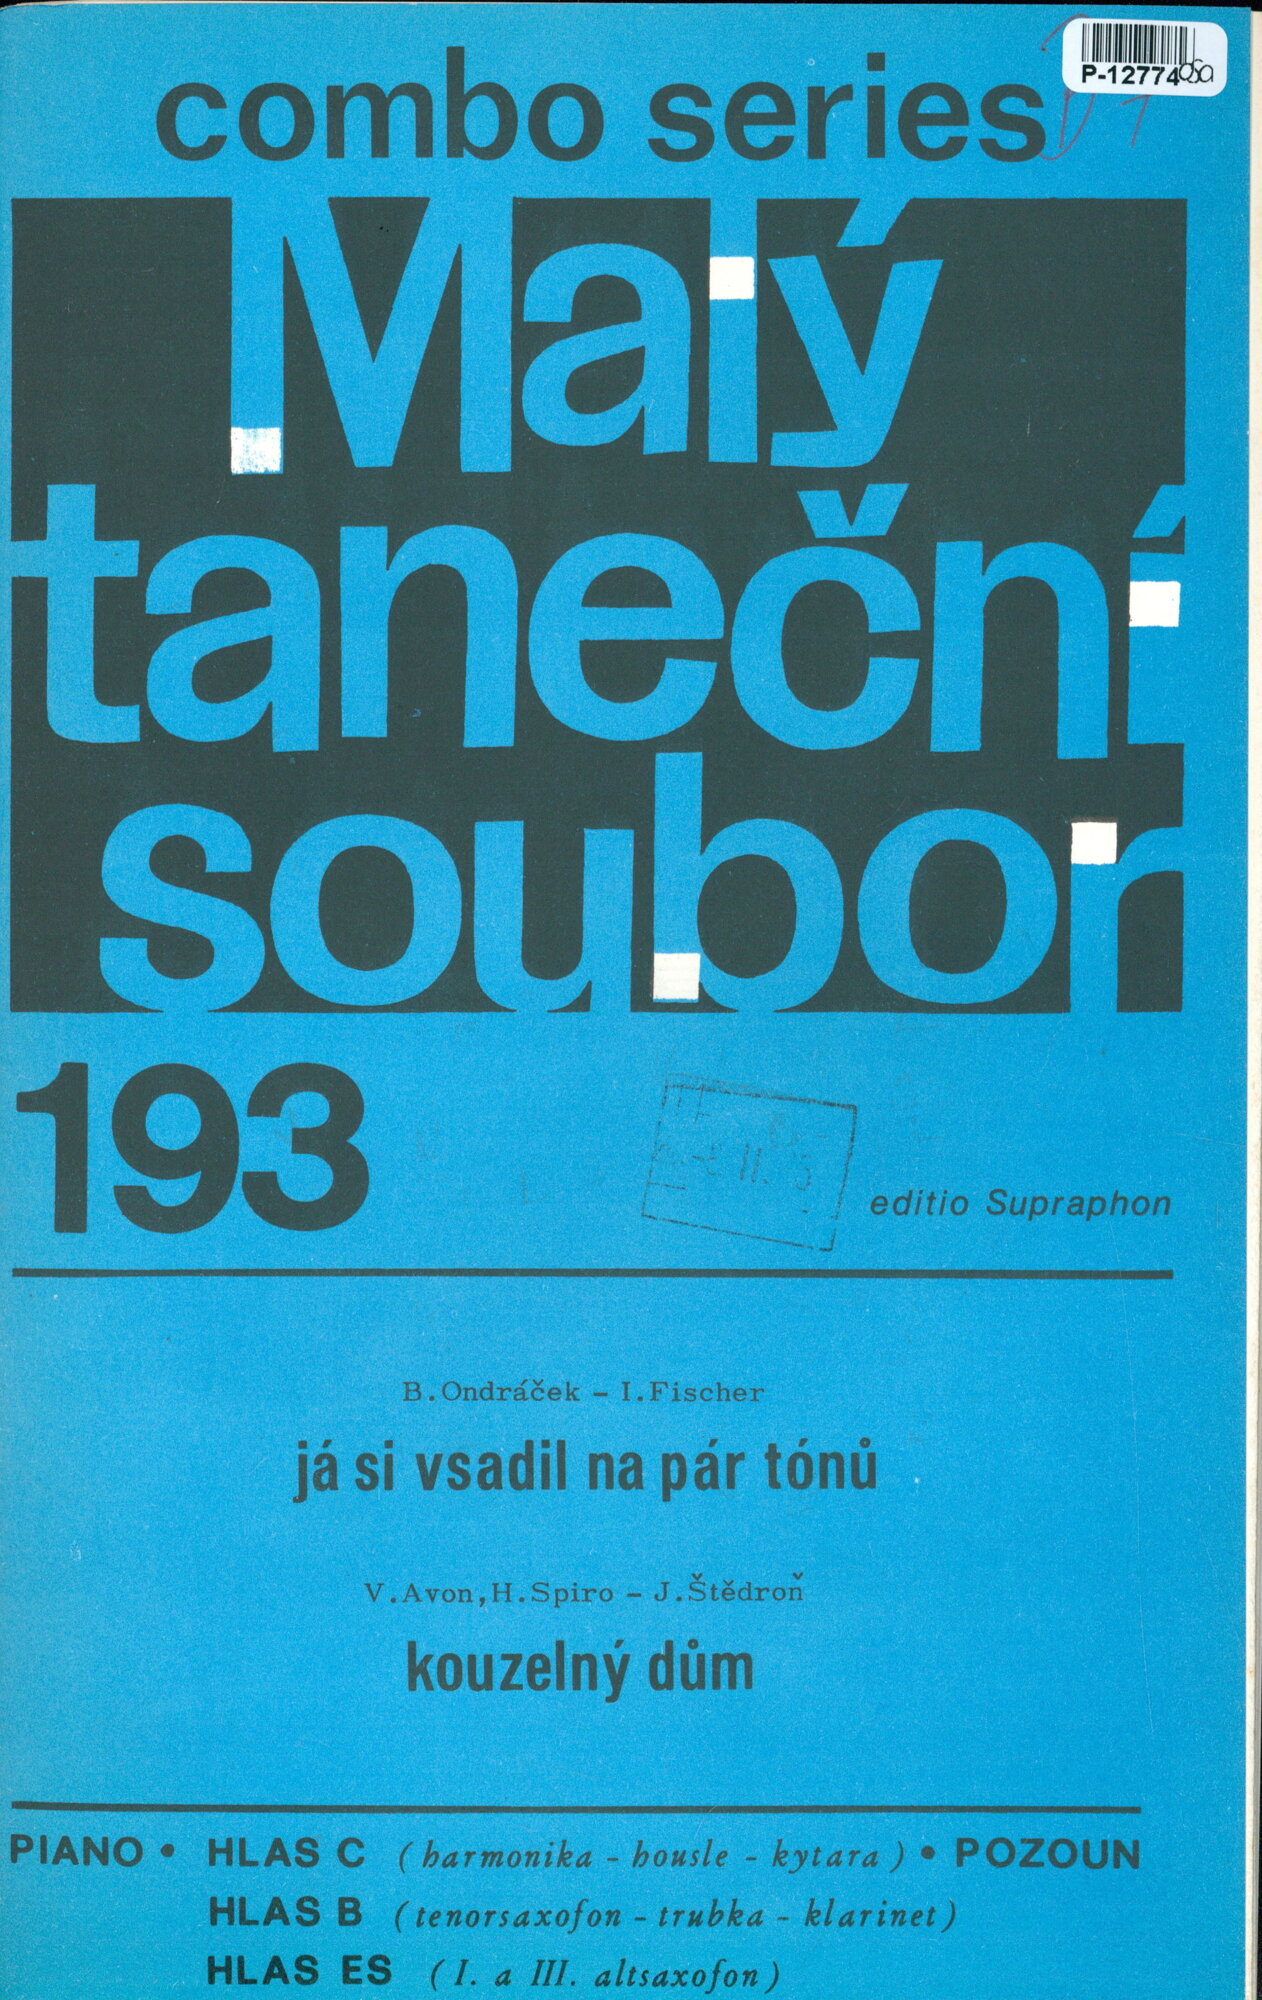 combo series
P-12774
Malý
taneční
soubor
193
editio Supraphon
B.Ondráček – I.Fischer
já si vsadil na pár tónů
V.Avon,H.Spiro – J.Štědroň
kouzelný dům
PIANO • HLAS C (harmonika - housle - kytara) • POZOUN
HLAS B (tenorsaxofon - trubka - klarinet)
HLAS ES (I. a III. altsaxofon)